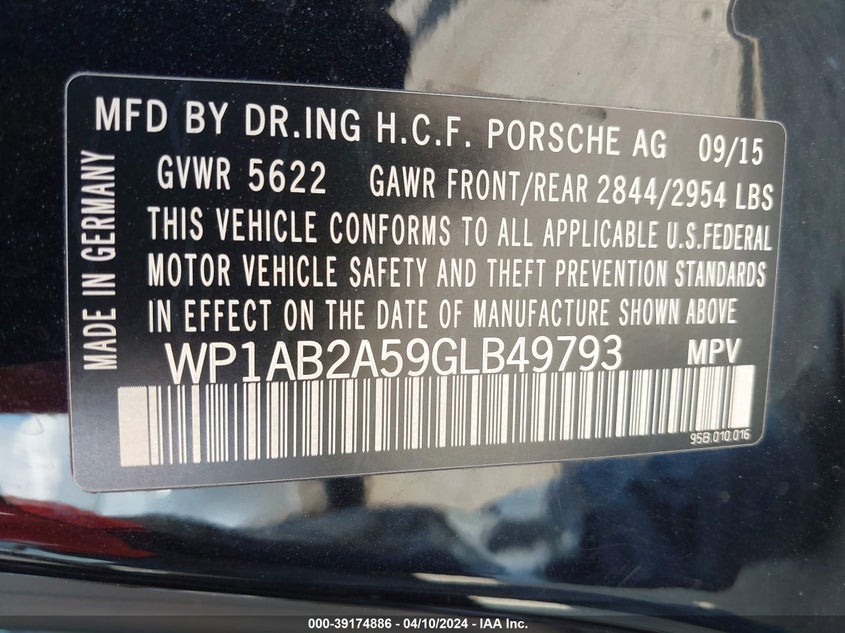 MFD BY DR.ING H.C.F. PORSCHE AG 09/15
GVWR 5622 GAWR FRONT/REAR 2844/2954 LBS
THIS VEHICLE CONFORMS TO ALL APPLICABLE U.S.FEDERAL
MOTOR VEHICLE SAFETY AND THEFT PREVENTION STANDARDS
IN EFFECT ON THE DATE OF MANUFACTURE SHOWN ABOVE
MADE IN GERMANY
WP1AB2A59GLB49793 MPV
95B.010.016
000-39174886 / 04/10/2024 / IAAI.COM